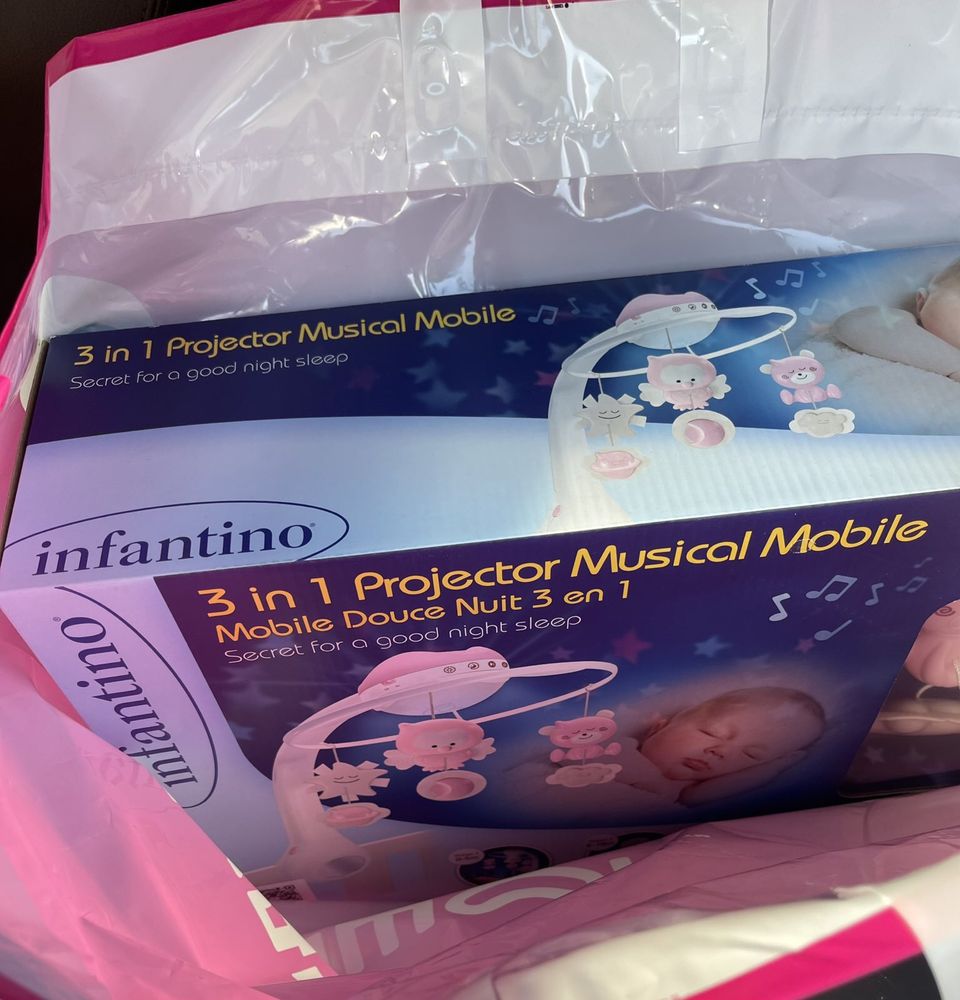 3 in 1 Projector Musical Mobile
Secret for a good night sleep
infantino
3 in 1 Projector Musical Mobile
Mobile Douce Nuit 3 en 1
Secret for a good night sleep
infantino